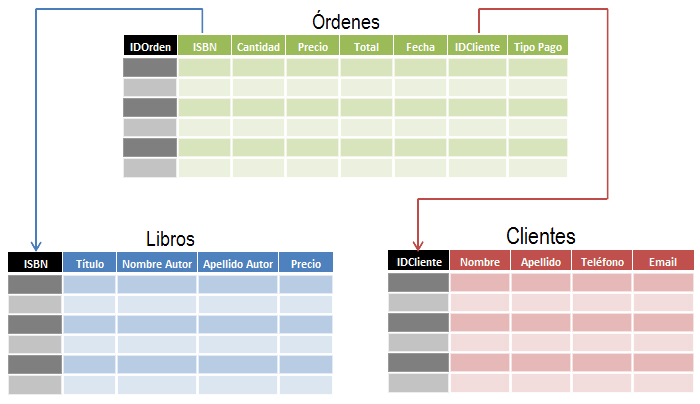 Órdenes
IDOrden ISBN Cantidad Precio Total Fecha IDCliente Tipo Pago
Libros
ISBN Título Nombre Autor Apellido Autor Precio
Clientes
IDCliente Nombre Apellido Teléfono Email